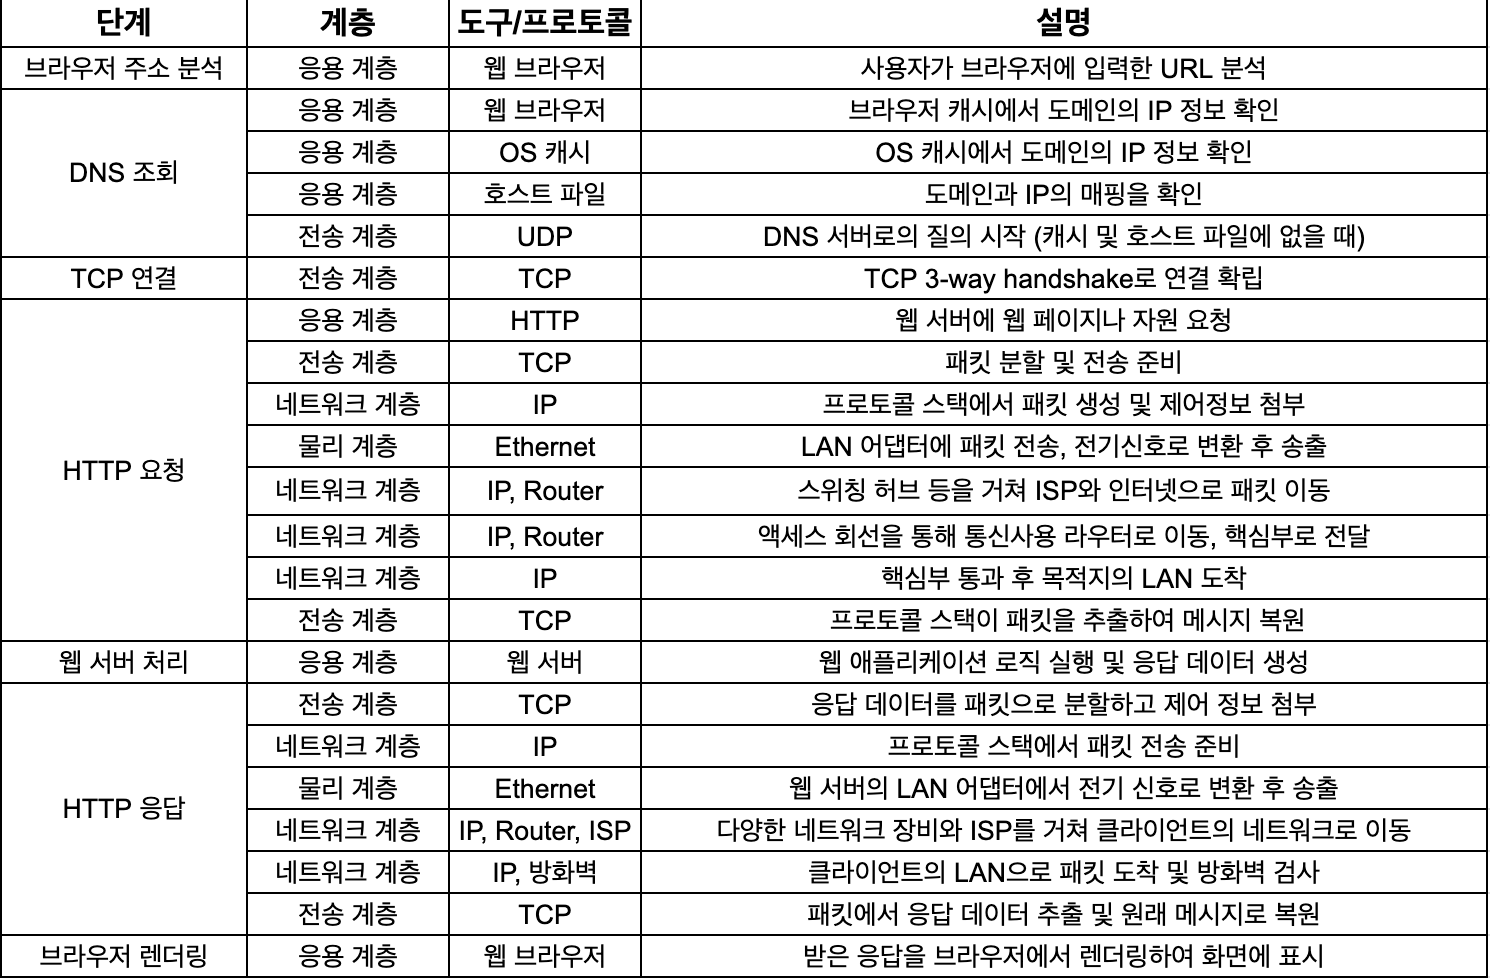 단계 계층 도구/프로토콜 설명
브라우저 주소 분석 응용 계층 웹 브라우저 사용자가 브라우저에 입력한 URL 분석
DNS 조회 응용 계층 웹 브라우저 브라우저 캐시에서 도메인의 IP 정보 확인
응용 계층 OS 캐시 OS 캐시에서 도메인의 IP 정보 확인
응용 계층 호스트 파일 도메인과 IP의 매핑을 확인
전송 계층 UDP DNS 서버로의 질의 시작 (캐시 및 호스트 파일에 없을 때)
TCP 연결 전송 계층 TCP TCP 3-way handshake로 연결 확립
HTTP 요청 응용 계층 HTTP 웹 서버에 웹 페이지나 자원 요청
전송 계층 TCP 패킷 분할 및 전송 준비
네트워크 계층 IP 프로토콜 스택에서 패킷 생성 및 제어정보 첨부
물리 계층 Ethernet LAN 어댑터에 패킷 전송, 전기신호로 변환 후 송출
네트워크 계층 IP, Router 스위칭 허브 등을 거쳐 ISP와 인터넷으로 패킷 이동
네트워크 계층 IP, Router 액세스 회선을 통해 통신사용 라우터로 이동, 핵심부로 전달
네트워크 계층 IP 핵심부 통과 후 목적지의 LAN 도착
전송 계층 TCP 프로토콜 스택이 패킷을 추출하여 메시지 복원
웹 서버 처리 응용 계층 웹 서버 웹 애플리케이션 로직 실행 및 응답 데이터 생성
HTTP 응답 전송 계층 TCP 응답 데이터를 패킷으로 분할하고 제어 정보 첨부
네트워크 계층 IP 프로토콜 스택에서 패킷 전송 준비
물리 계층 Ethernet 웹 서버의 LAN 어댑터에서 전기 신호로 변환 후 송출
네트워크 계층 IP, Router, ISP 다양한 네트워크 장비와 ISP를 거쳐 클라이언트의 네트워크로 이동
네트워크 계층 IP, 방화벽 클라이언트의 LAN으로 패킷 도착 및 방화벽 검사
전송 계층 TCP 패킷에서 응답 데이터 추출 및 원래 메시지로 복원
브라우저 렌더링 응용 계층 웹 브라우저 받은 응답을 브라우저에서 렌더링하여 화면에 표시